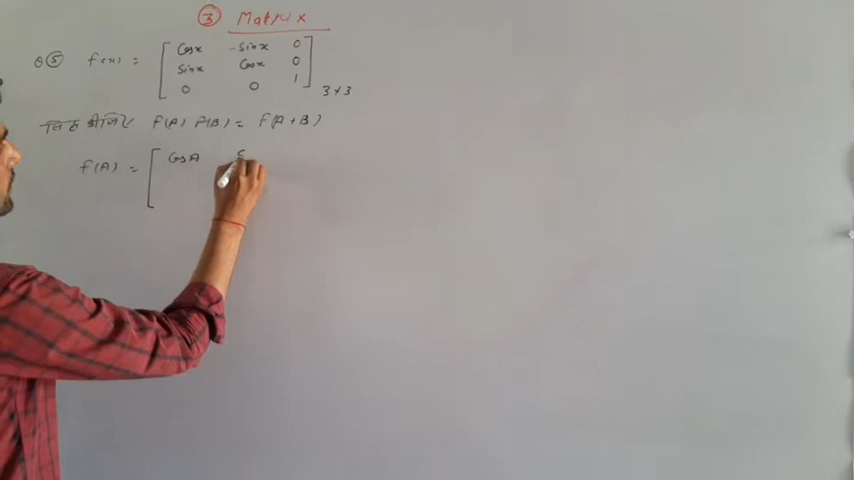 ③ Matrix
Q⑤ f(x) = [ Cosx -Sinx 0
Sinx Cosx 0
0 0 1 ] 3×3
सिद्ध कीजिए f(A) F(B) = f(A+B)
f(A) = [ CosA S